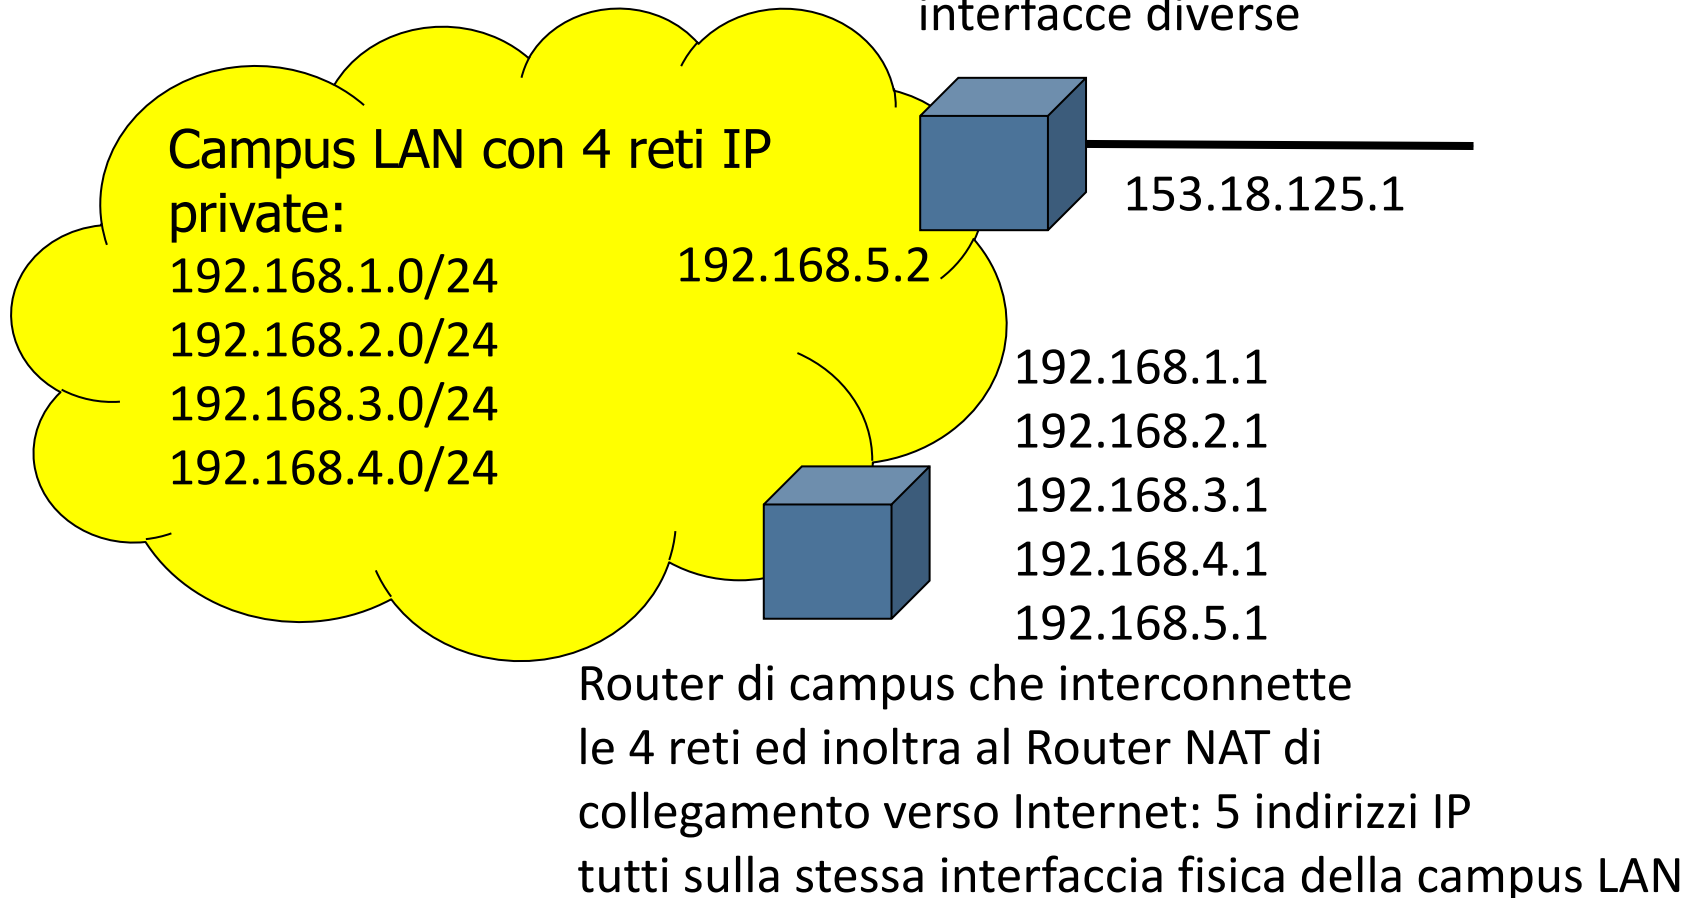 interfacce diverse
Campus LAN con 4 reti IP
private:
192.168.1.0/24
192.168.2.0/24
192.168.3.0/24
192.168.4.0/24
153.18.125.1
192.168.5.2
192.168.1.1
192.168.2.1
192.168.3.1
192.168.4.1
192.168.5.1
Router di campus che interconnette
le 4 reti ed inoltra al Router NAT di
collegamento verso Internet: 5 indirizzi IP
tutti sulla stessa interfaccia fisica della campus LAN